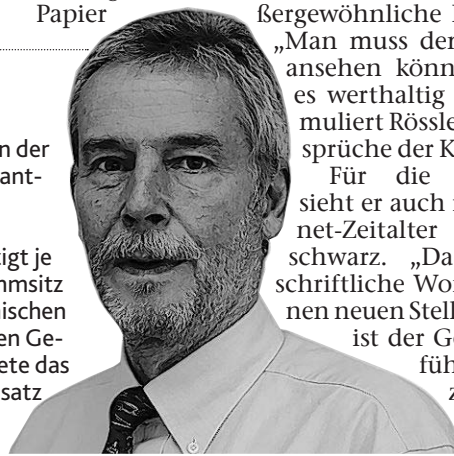 Papier
n der
ant-
igt je
nmsitz
nischen
en Ge-
ete das
satz
ßergewöhnliche
„Man muss der
ansehen könn
es werthaltig
muliert Rössle
sprüche der K
Für die
sieht er auch
net-Zeitalter
schwarz. „Da
schriftliche Wo
nen neuen Stell
ist der G
füh
z